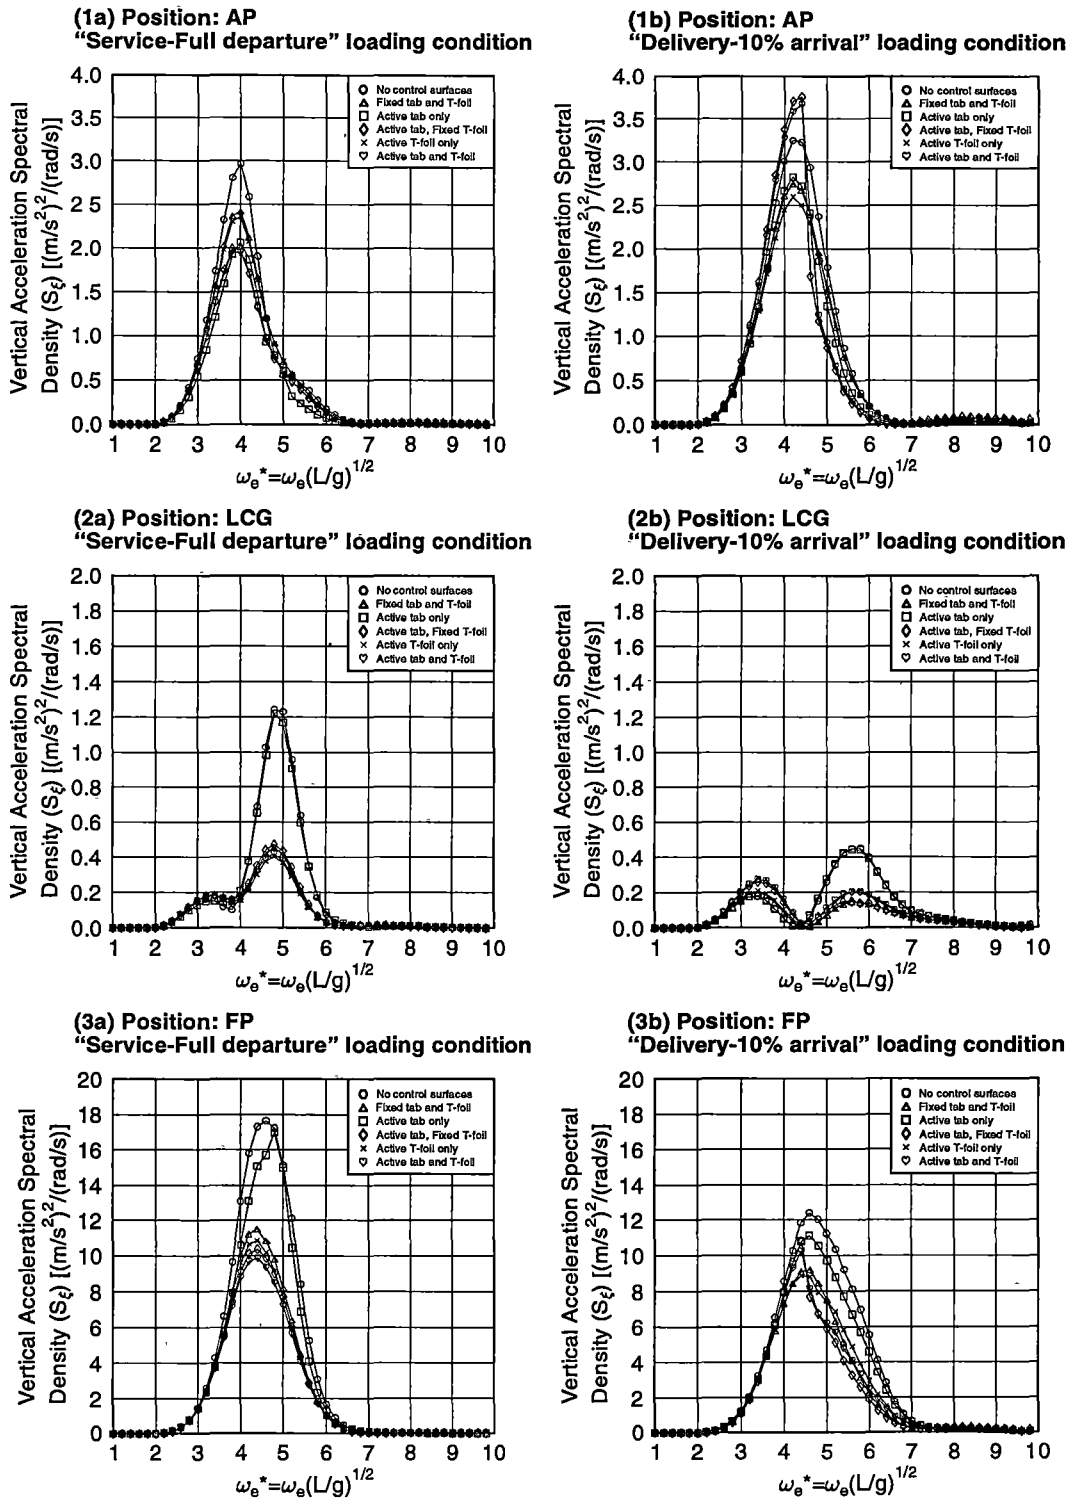 (1a) Position: AP
“Service-Full departure” loading condition
Vertical Acceleration Spectral
Density (Sξ) [(m/s²)²/(rad/s)]
4.0
3.5
3.0
2.5
2.0
1.5
1.0
0.5
0.0
No control surfaces
Fixed tab and T-foil
Active tab only
Active tab, Fixed T-foil
Active T-foil only
Active tab and T-foil
1 2 3 4 5 6 7 8 9 10
ωe*=ωe(L/g)^1/2
(1b) Position: AP
“Delivery-10% arrival” loading condition
Vertical Acceleration Spectral
Density (Sξ) [(m/s²)²/(rad/s)]
4.0
3.5
3.0
2.5
2.0
1.5
1.0
0.5
0.0
No control surfaces
Fixed tab and T-foil
Active tab only
Active tab, Fixed T-foil
Active T-foil only
Active tab and T-foil
1 2 3 4 5 6 7 8 9 10
ωe*=ωe(L/g)^1/2
(2a) Position: LCG
“Service-Full departure” loading condition
Vertical Acceleration Spectral
Density (Sξ) [(m/s²)²/(rad/s)]
2.0
1.8
1.6
1.4
1.2
1.0
0.8
0.6
0.4
0.2
0.0
No control surfaces
Fixed tab and T-foil
Active tab only
Active tab, Fixed T-foil
Active T-foil only
Active tab and T-foil
1 2 3 4 5 6 7 8 9 10
ωe*=ωe(L/g)^1/2
(2b) Position: LCG
“Delivery-10% arrival” loading condition
Vertical Acceleration Spectral
Density (Sξ) [(m/s²)²/(rad/s)]
2.0
1.8
1.6
1.4
1.2
1.0
0.8
0.6
0.4
0.2
0.0
No control surfaces
Fixed tab and T-foil
Active tab only
Active tab, Fixed T-foil
Active T-foil only
Active tab and T-foil
1 2 3 4 5 6 7 8 9 10
ωe*=ωe(L/g)^1/2
(3a) Position: FP
“Service-Full departure” loading condition
Vertical Acceleration Spectral
Density (Sξ) [(m/s²)²/(rad/s)]
20
18
16
14
12
10
8
6
4
2
0
No control surfaces
Fixed tab and T-foil
Active tab only
Active tab, Fixed T-foil
Active T-foil only
Active tab and T-foil
1 2 3 4 5 6 7 8 9 10
ωe*=ωe(L/g)^1/2
(3b) Position: FP
“Delivery-10% arrival” loading condition
Vertical Acceleration Spectral
Density (Sξ) [(m/s²)²/(rad/s)]
20
18
16
14
12
10
8
6
4
2
0
No control surfaces
Fixed tab and T-foil
Active tab only
Active tab, Fixed T-foil
Active T-foil only
Active tab and T-foil
1 2 3 4 5 6 7 8 9 10
ωe*=ωe(L/g)^1/2